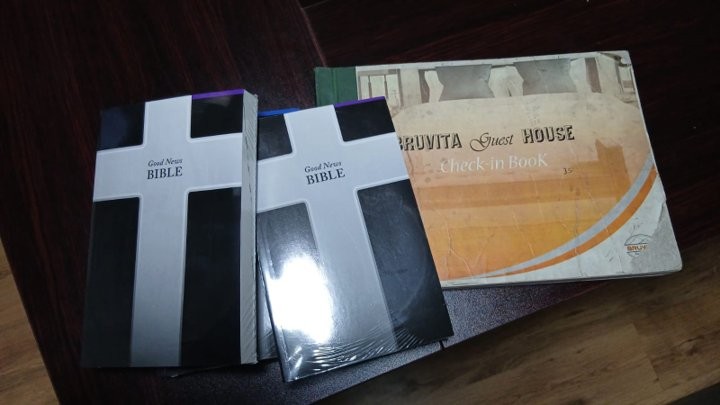 Good News
BIBLE
Good News
BIBLE
BRUVITA Guest HOUSE
Check-in BooK